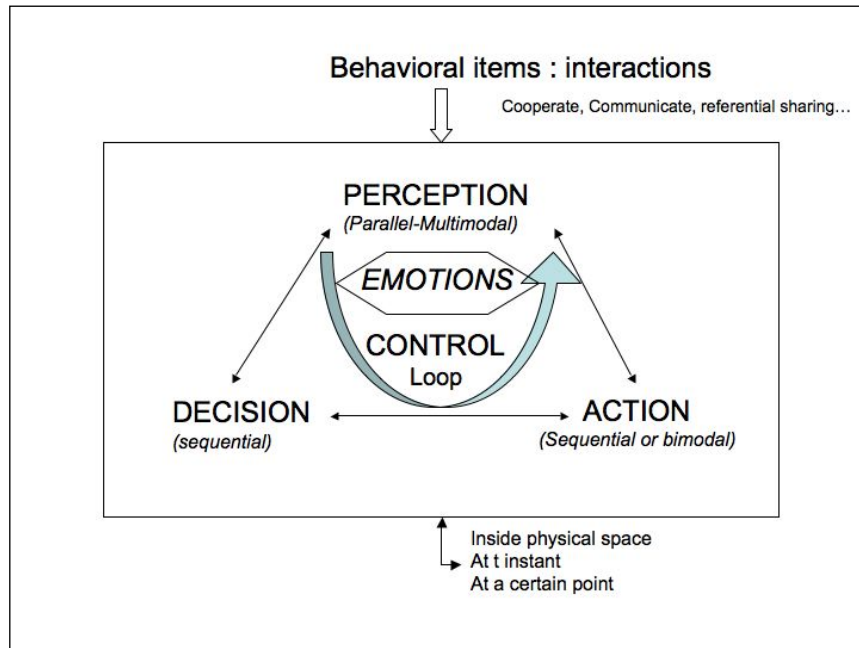 Behavioral items : interactions
Cooperate, Communicate, referential sharing…
PERCEPTION
(Parallel-Multimodal)
EMOTIONS
CONTROL
Loop
DECISION
(sequential)
ACTION
(Sequential or bimodal)
Inside physical space
At t instant
At a certain point